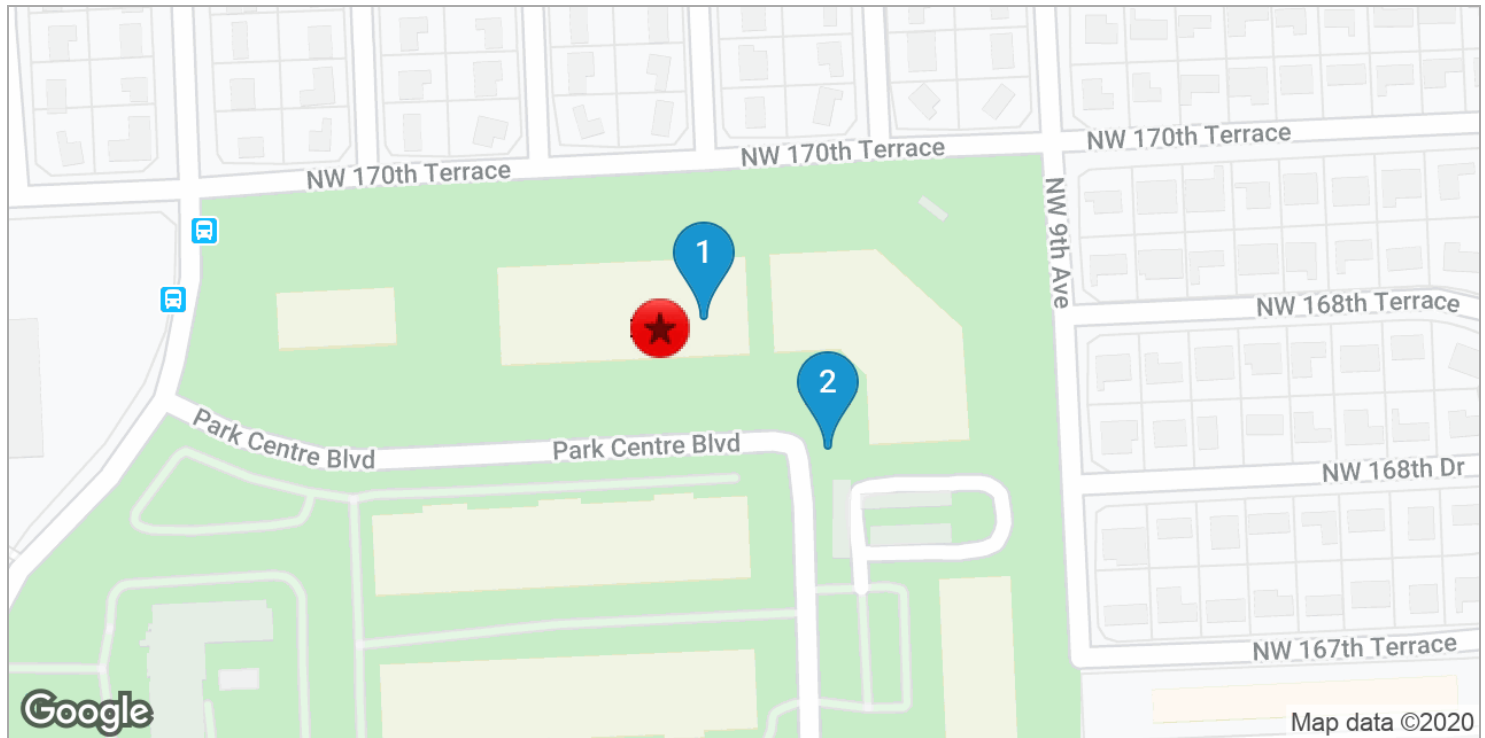 NW 170th Terrace
NW 170th Terrace
NW 170th Terrace
NW 9th Ave
1
NW 168th Terrace
2
Park Centre Blvd
Park Centre Blvd
NW 168th Dr
NW 167th Terrace
Google
Map data ©2020